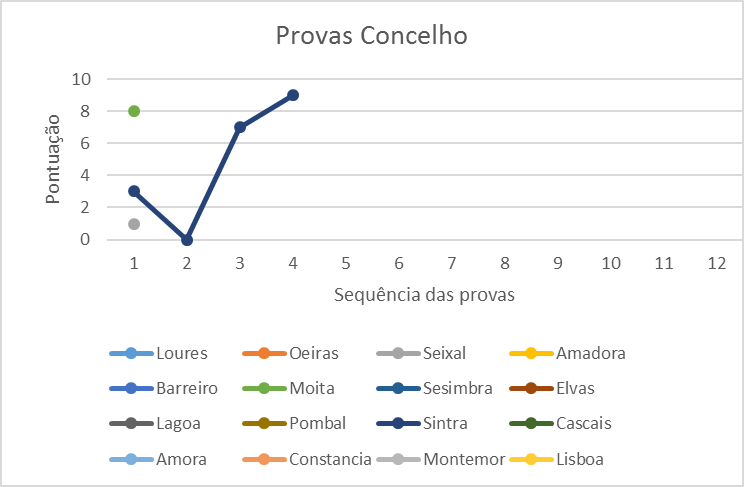 Provas Concelho
10
8
6
4
2
0
Pontuação
1 2 3 4 5 6 7 8 9 10 11 12
Sequência das provas
Loures Oeiras Seixal Amadora
Barreiro Moita Sesimbra Elvas
Lagoa Pombal Sintra Cascais
Amora Constancia Montemor Lisboa